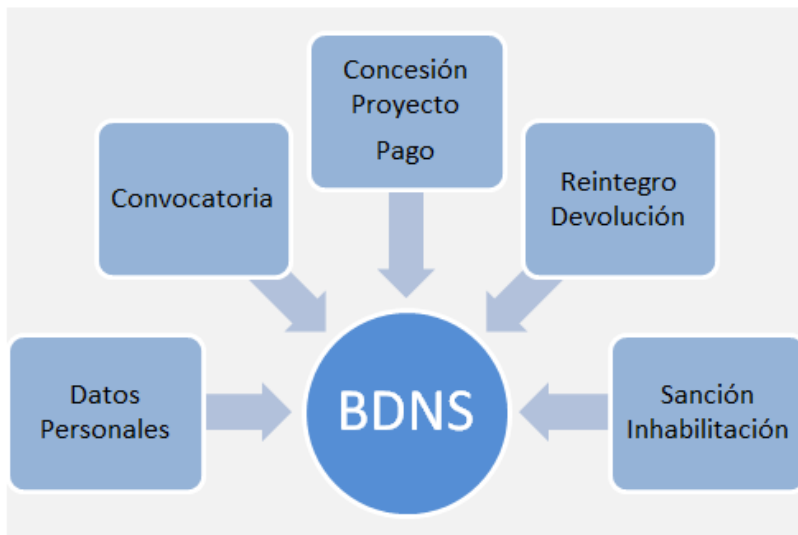 Concesión
Proyecto
Pago
Convocatoria
Reintegro
Devolución
Datos
Personales
BDNS
Sanción
Inhabilitación